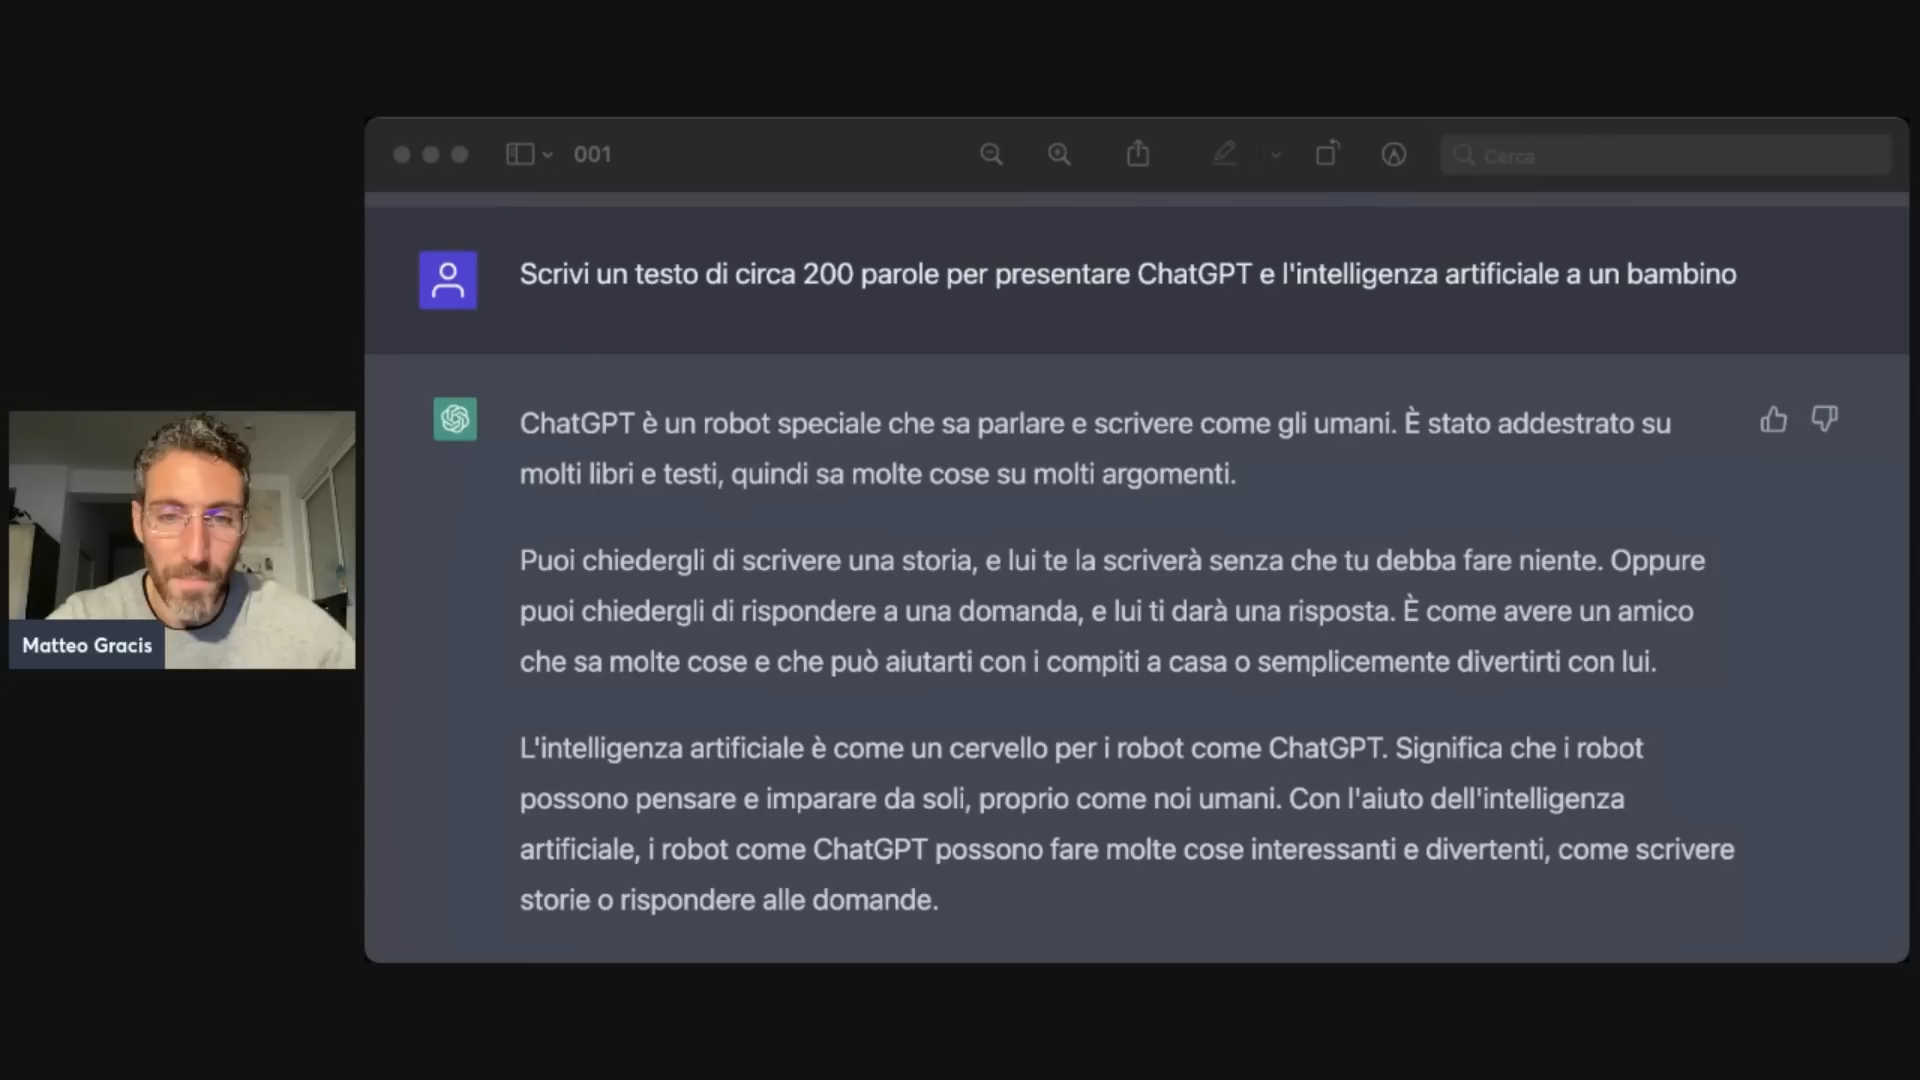 001
Cerca
Scrivi un testo di circa 200 parole per presentare ChatGPT e l'intelligenza artificiale a un bambino
ChatGPT è un robot speciale che sa parlare e scrivere come gli umani. È stato addestrato su
molti libri e testi, quindi sa molte cose su molti argomenti.
Puoi chiedergli di scrivere una storia, e lui te la scriverà senza che tu debba fare niente. Oppure
puoi chiedergli di rispondere a una domanda, e lui ti darà una risposta. È come avere un amico
che sa molte cose e che può aiutarti con i compiti a casa o semplicemente divertirti con lui.
L'intelligenza artificiale è come un cervello per i robot come ChatGPT. Significa che i robot
possono pensare e imparare da soli, proprio come noi umani. Con l'aiuto dell'intelligenza
artificiale, i robot come ChatGPT possono fare molte cose interessanti e divertenti, come scrivere
storie o rispondere alle domande.
Matteo Gracis